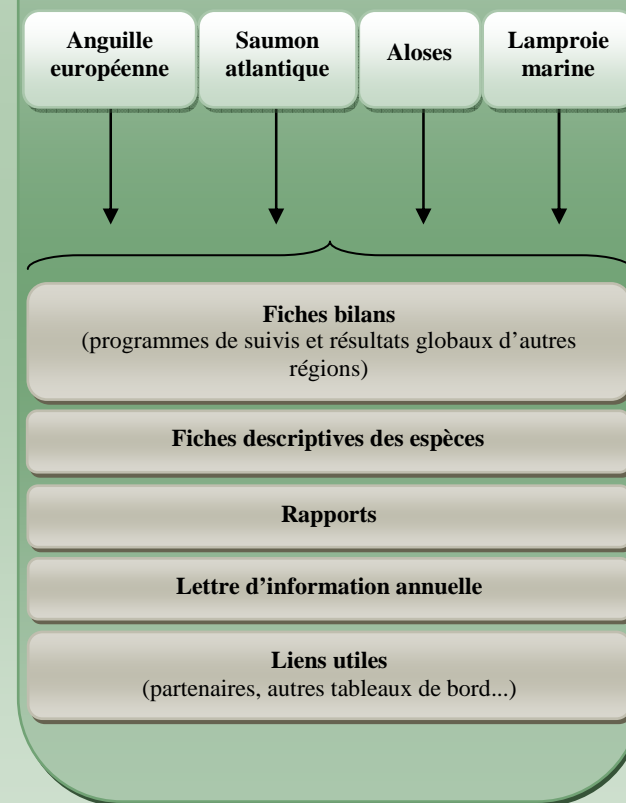 Anguille
européenne
Saumon
atlantique
Aloses
Lamproie
marine
Fiches bilans
(programmes de suivis et résultats globaux d’autres
régions)
Fiches descriptives des espèces
Rapports
Lettre d’information annuelle
Liens utiles
(partenaires, autres tableaux de bord...)